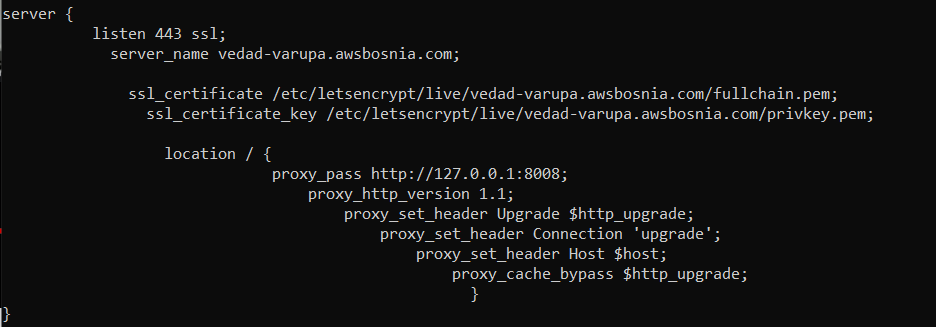 server {
listen 443 ssl;
server_name vedad-varupa.awsbosnia.com;
ssl_certificate /etc/letsencrypt/live/vedad-varupa.awsbosnia.com/fullchain.pem;
ssl_certificate_key /etc/letsencrypt/live/vedad-varupa.awsbosnia.com/privkey.pem;
location / {
proxy_pass http://127.0.0.1:8008;
proxy_http_version 1.1;
proxy_set_header Upgrade $http_upgrade;
proxy_set_header Connection 'upgrade';
proxy_set_header Host $host;
proxy_cache_bypass $http_upgrade;
}
}